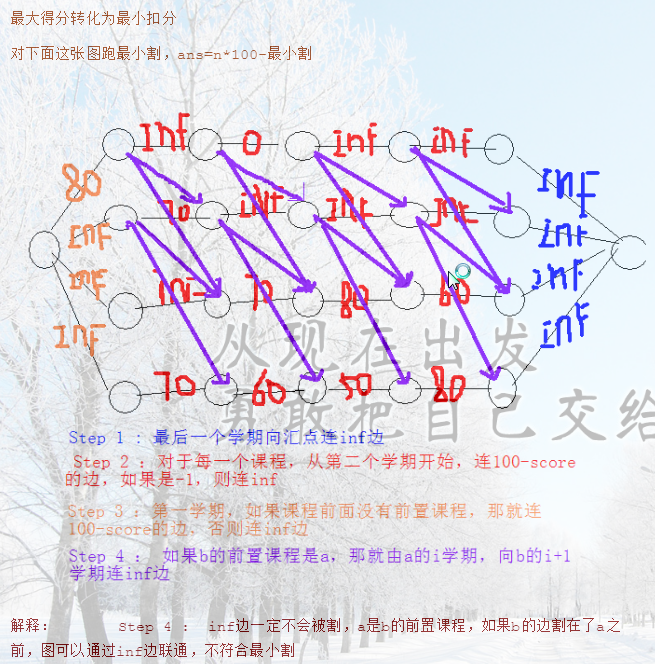 最大得分转化为最小扣分
对下面这张图跑最小割，ans=n*100-最小割
Inf 0 inf inf
80 Inf
70 inf Inf Inf
Inf inf
Inf 70 80 60 inf
Inf inf
从现在出发
70 60 50 80
勇敢把自己交给
Step 1 : 最后一个学期向汇点连inf边
Step 2 : 对于每一个课程，从第二个学期开始，连100-score
的边，如果是-1，则连inf
Step 3 : 第一学期，如果课程前面没有前置课程，那就连
100-score的边，否则连inf边
Step 4 : 如果b的前置课程是a，那就由a的i学期，向b的i+1
学期连inf边
解释： Step 4 : inf边一定不会被割，a是b的前置课程，如果b的边割在了a之
前，图可以通过inf边联通，不符合最小割